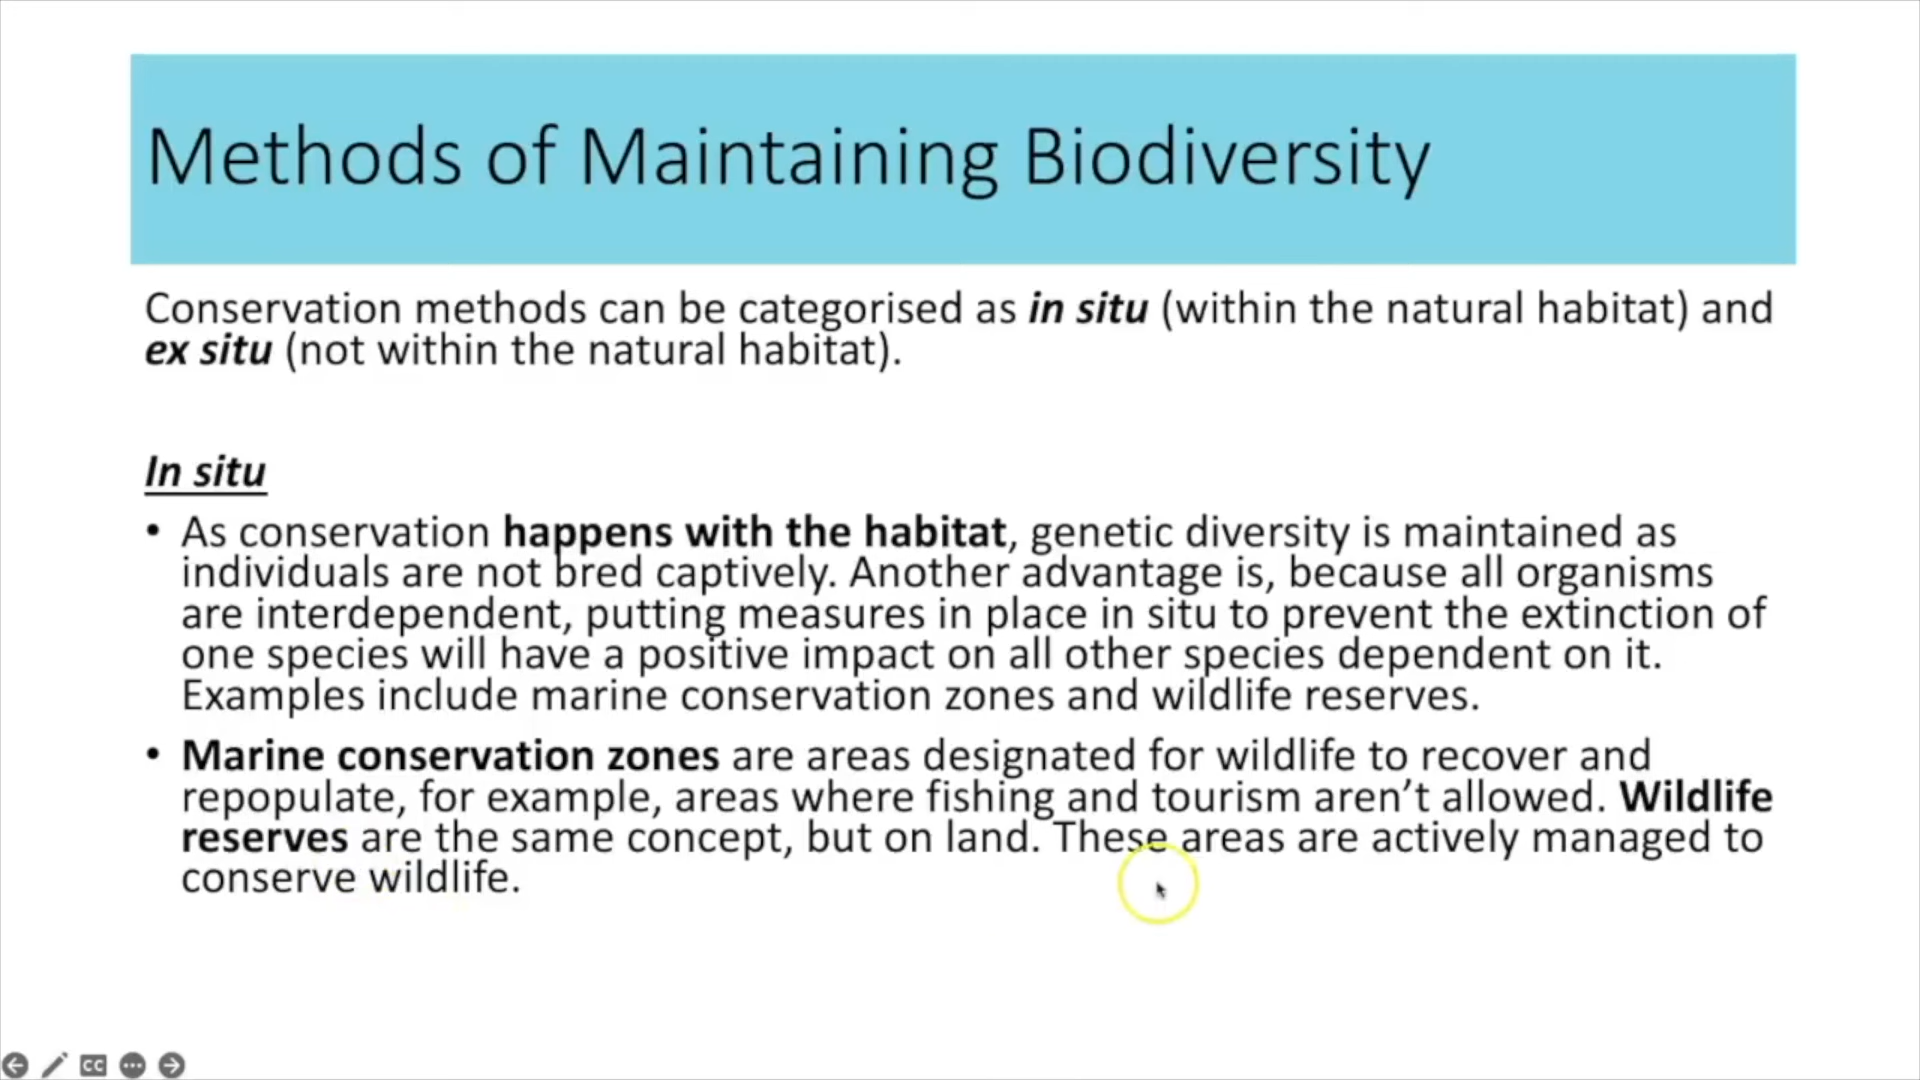 Methods of Maintaining Biodiversity
Conservation methods can be categorised as in situ (within the natural habitat) and
ex situ (not within the natural habitat).
In situ
• As conservation happens with the habitat, genetic diversity is maintained as
individuals are not bred captively. Another advantage is, because all organisms
are interdependent, putting measures in place in situ to prevent the extinction of
one species will have a positive impact on all other species dependent on it.
Examples include marine conservation zones and wildlife reserves.
• Marine conservation zones are areas designated for wildlife to recover and
repopulate, for example, areas where fishing and tourism aren’t allowed. Wildlife
reserves are the same concept, but on land. These areas are actively managed to
conserve wildlife.
CC